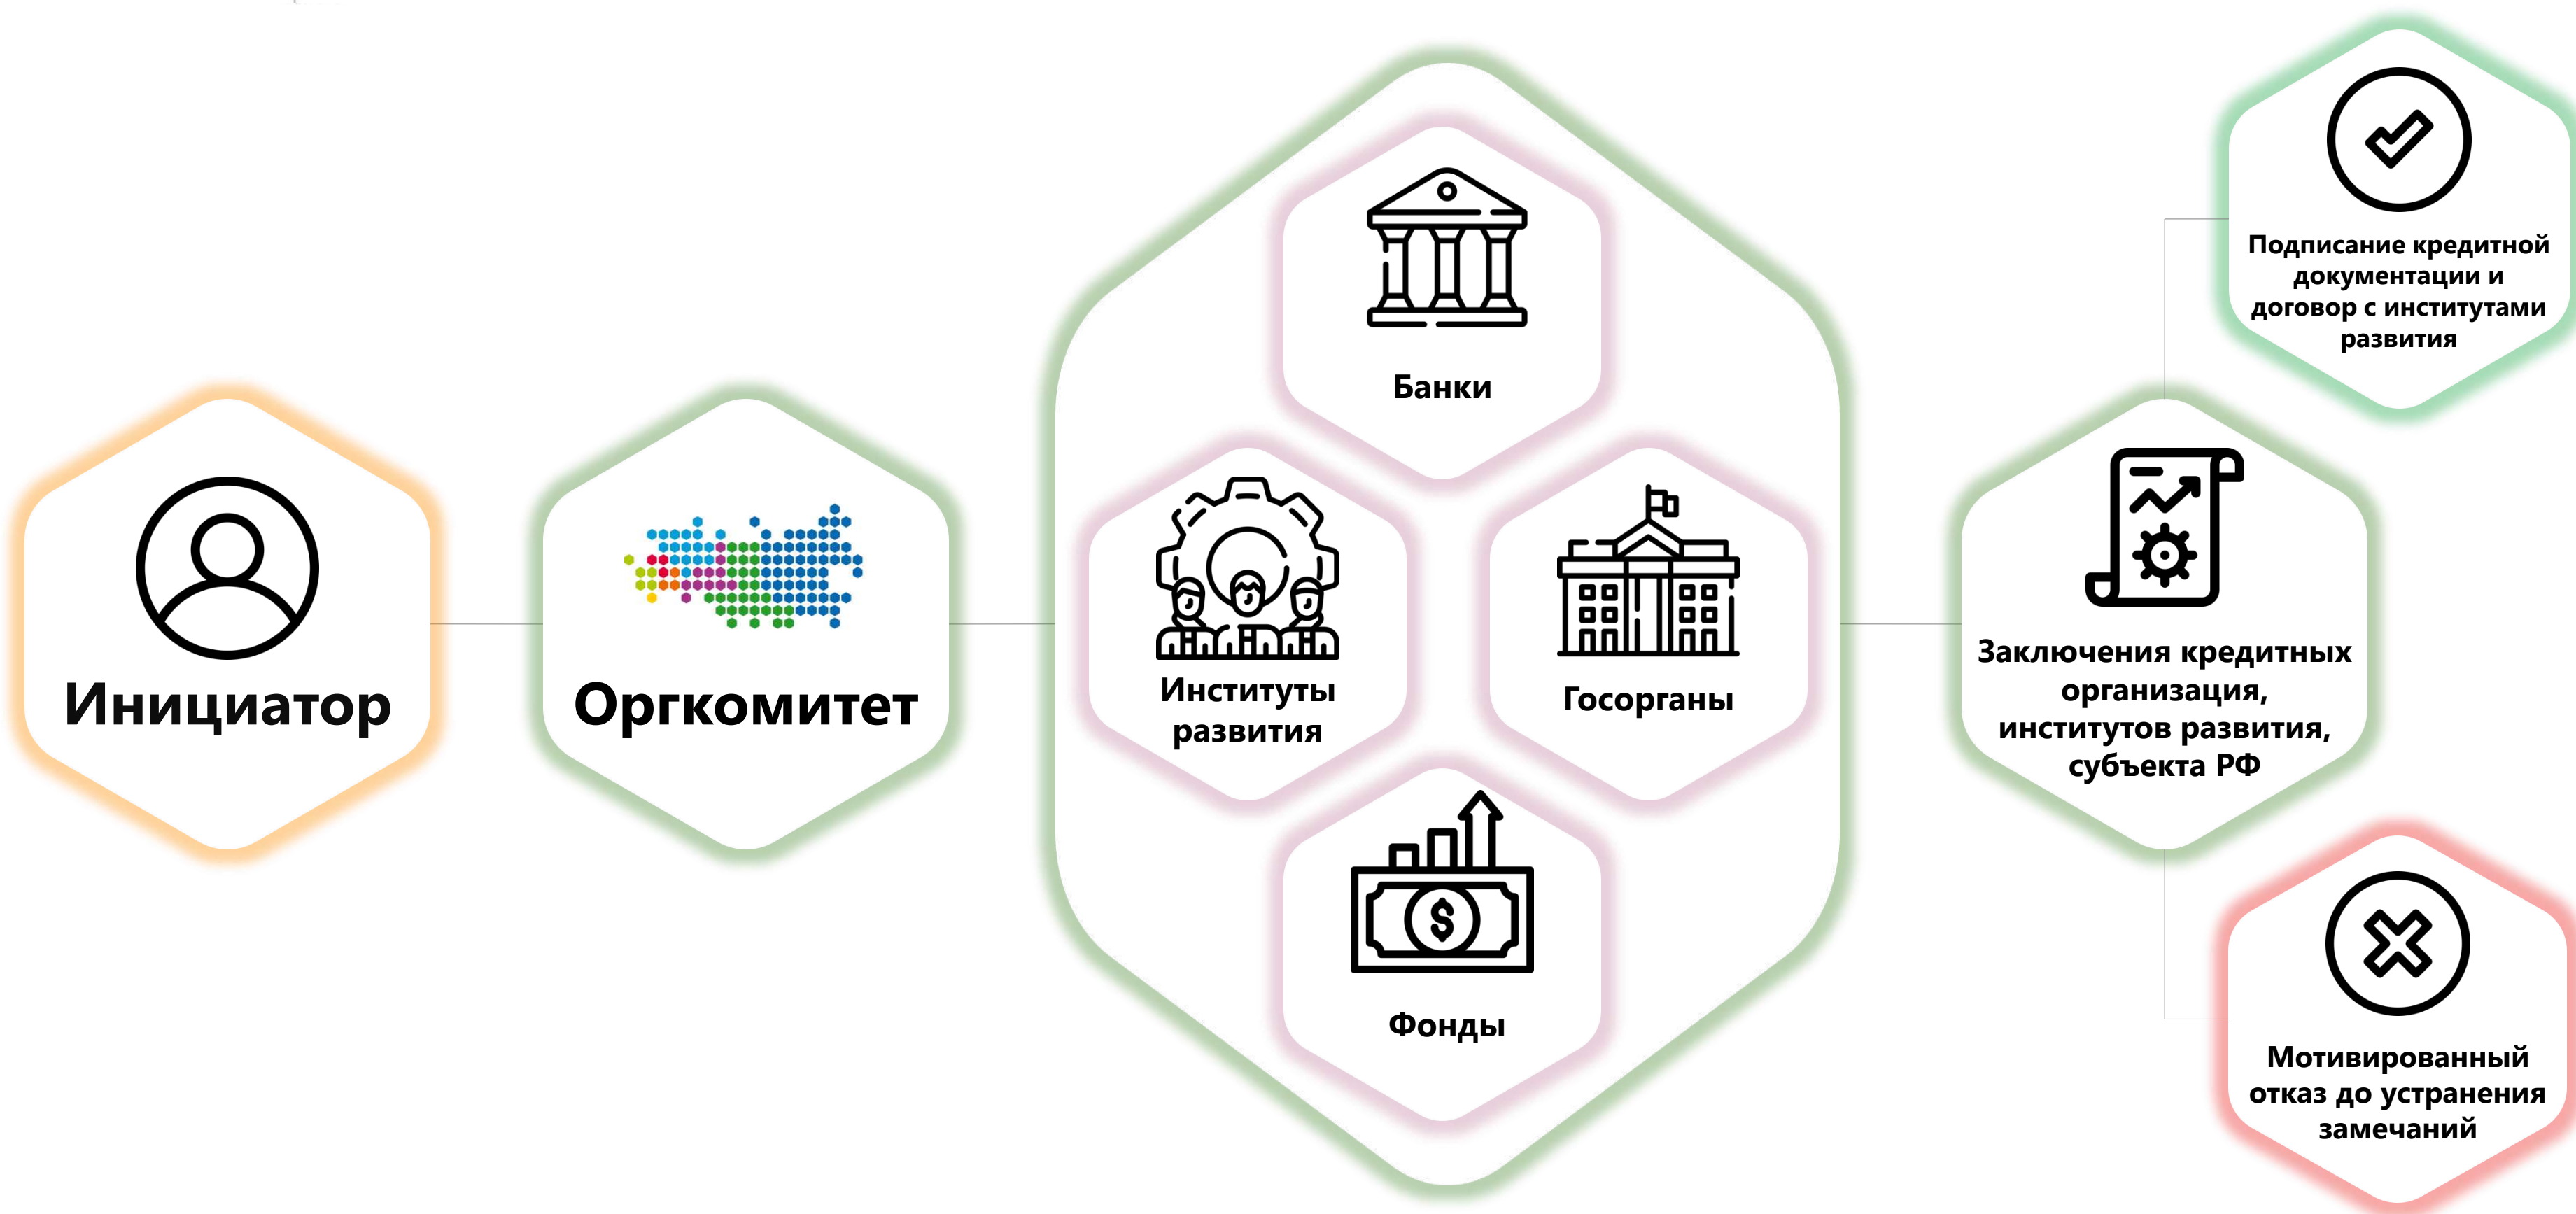 Инициатор
Оргкомитет
Банки
Институты
развития
Госорганы
Фонды
Заключения кредитных
организация,
институтов развития,
субъекта РФ
Подписание кредитной
документации и
договор с институтами
развития
Мотивированный
отказ до устранения
замечаний